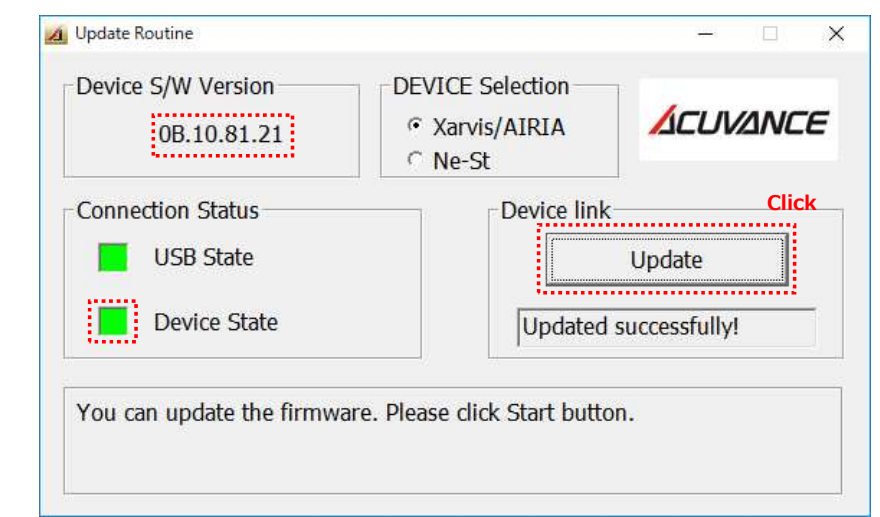 Update Routine
Device S/W Version
0B.10.81.21
DEVICE Selection
Xarvis/AIRIA
Ne-St
ACUVANCE
Connection Status
USB State
Device State
Device link
Click
Update
Updated successfully!
You can update the firmware. Please click Start button.